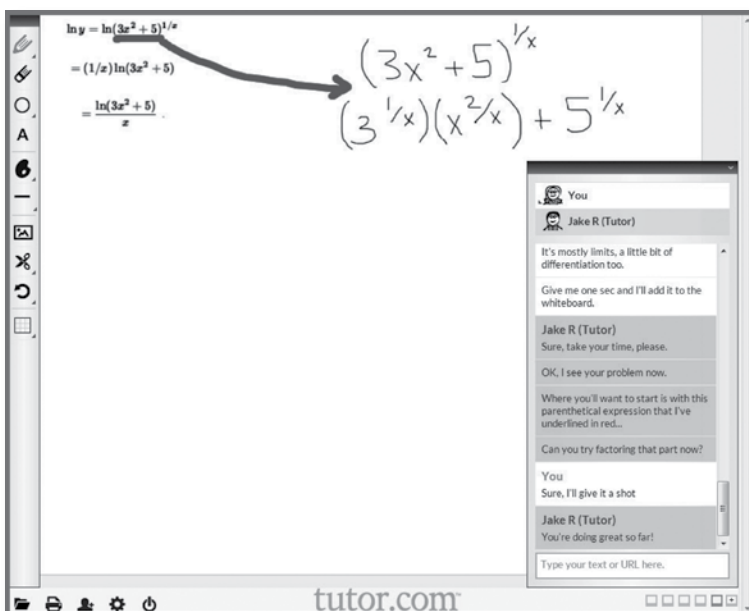 ln y = ln(3x² + 5)^1/x
= (1/x)ln(3x² + 5)
= ln(3x² + 5) / x .
(3x² + 5)^1/x
(3^1/x)(x^2/x) + 5^1/x
A
You
Jake R (Tutor)
It's mostly limits, a little bit of
differentiation too.
Give me one sec and I'll add it to the
whiteboard.
Jake R (Tutor)
Sure, take your time, please.
OK, I see your problem now.
Where you'll want to start is with this
parenthetical expression that I've
underlined in red...
Can you try factoring that part now?
You
Sure, I'll give it a shot
Jake R (Tutor)
You're doing great so far!
Type your text or URL here.
tutor.com